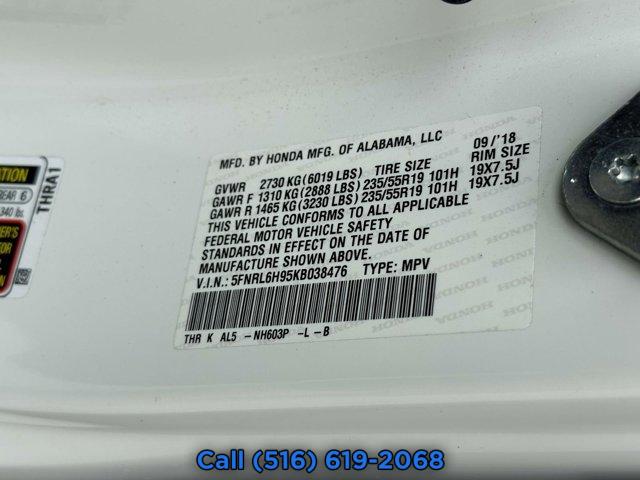 MFD. BY HONDA MFG. OF ALABAMA, LLC 09/'18
GVWR 2730 KG (6019 LBS) TIRE SIZE RIM SIZE
GAWR F 1310 KG (2888 LBS) 235/55R19 101H 19X7.5J
GAWR R 1465 KG (3230 LBS) 235/55R19 101H 19X7.5J
THIS VEHICLE CONFORMS TO ALL APPLICABLE
FEDERAL MOTOR VEHICLE SAFETY
STANDARDS IN EFFECT ON THE DATE OF
MANUFACTURE SHOWN ABOVE.
V.I.N.: 5FNRL6H95KB038476 TYPE: MPV
THR K AL5 -NH603P -L -B
THRA1
REAR 6
Call (516) 619-2068